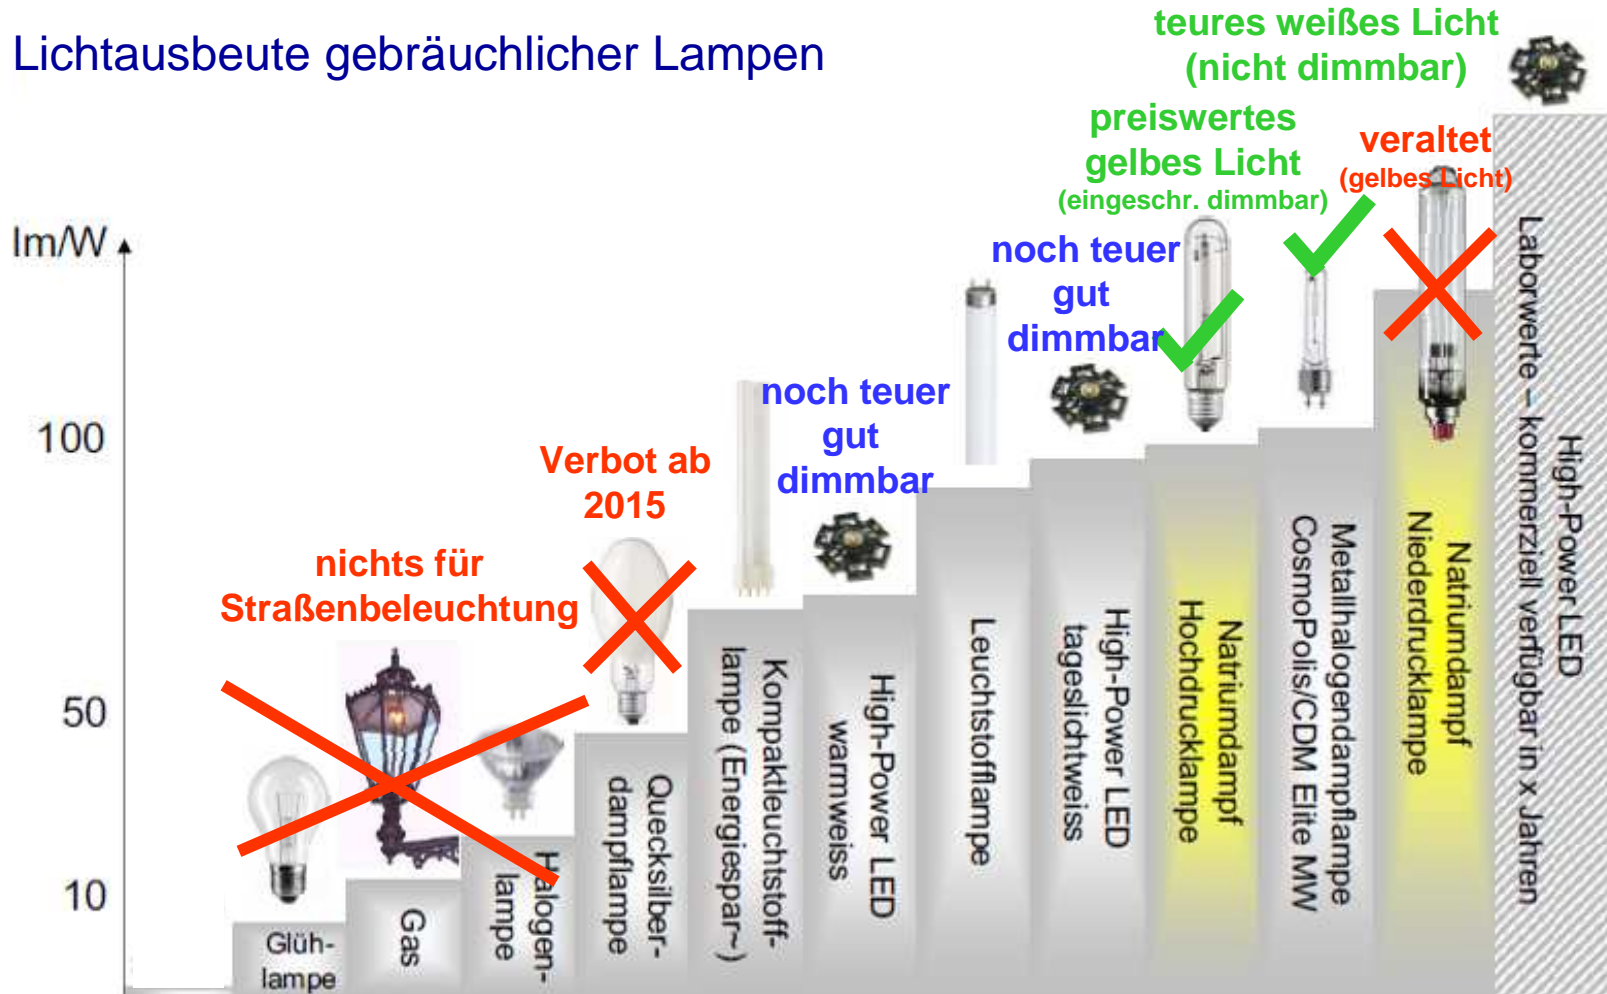 Lichtausbeute gebräuchlicher Lampen
teures weißes Licht
(nicht dimmbar)
preiswertes
gelbes Licht
(eingeschr. dimmbar)
veraltet
(gelbes Licht)
noch teuer
gut
dimmbar
noch teuer
gut
dimmbar
Verbot ab
2015
nichts für
Straßenbeleuchtung
lm/W
100
50
10
Glüh-
lampe
Gas
Halogen-
lampe
Quecksilber-
dampflampe
Kompaktleuchtstoff-
lampe (Energiespar~)
High-Power LED
warmweiss
Leuchtstofflampe
High-Power LED
tageslichtweiss
Natriumdampf
Hochdrucklampe
Metallhalogendampflampe
CosmoPolis/CDM Elite MW
Natriumdampf
Niederdrucklampe
High-PowerLED
Laborwerte – kommerziell verfügbar in x Jahren